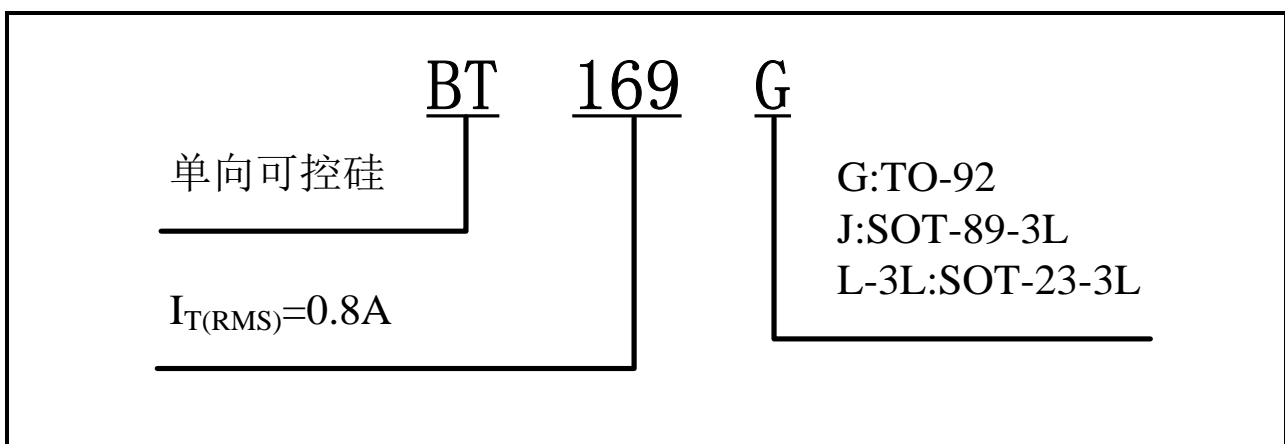 BT 169 G
单向可控硅
I_T(RMS)=0.8A
G:TO-92
J:SOT-89-3L
L-3L:SOT-23-3L